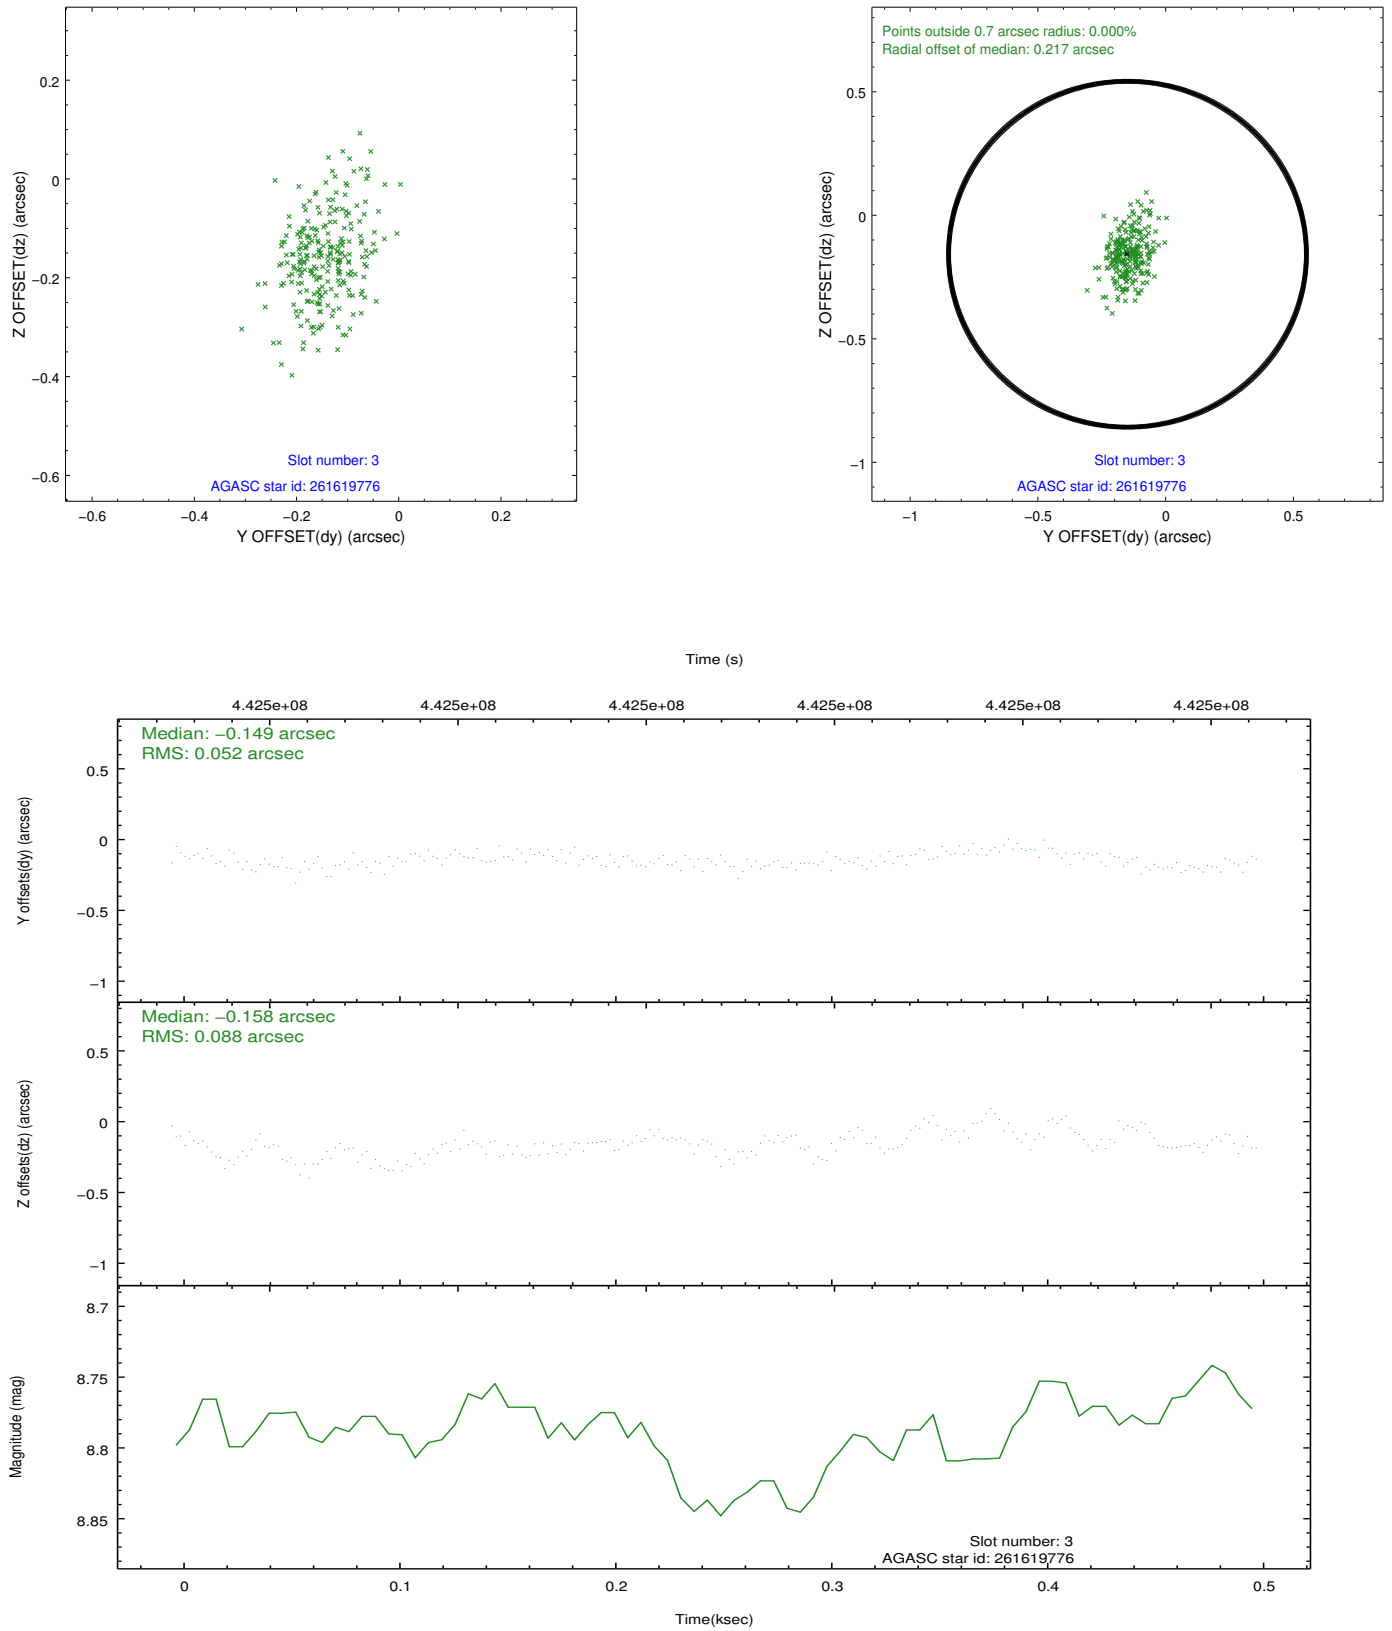 0.2
0
−0.2
−0.4
−0.6
Z OFFSET(dz) (arcsec)
Slot number: 3
AGASC star id: 261619776
−0.6 −0.4 −0.2 0 0.2
Y OFFSET(dy) (arcsec)
Points outside 0.7 arcsec radius: 0.000%
Radial offset of median: 0.217 arcsec
0.5
0
−0.5
−1
Z OFFSET(dz) (arcsec)
Slot number: 3
AGASC star id: 261619776
−1 −0.5 0 0.5
Y OFFSET(dy) (arcsec)
Time (s)
4.425e+08 4.425e+08 4.425e+08 4.425e+08 4.425e+08 4.425e+08
Median: −0.149 arcsec
RMS: 0.052 arcsec
0.5
0
−0.5
−1
Y offsets(dy) (arcsec)
Median: −0.158 arcsec
RMS: 0.088 arcsec
0.5
0
−0.5
−1
Z offsets(dz) (arcsec)
8.7
8.75
8.8
8.85
Magnitude (mag)
Slot number: 3
AGASC star id: 261619776
0 0.1 0.2 0.3 0.4 0.5
Time(ksec)